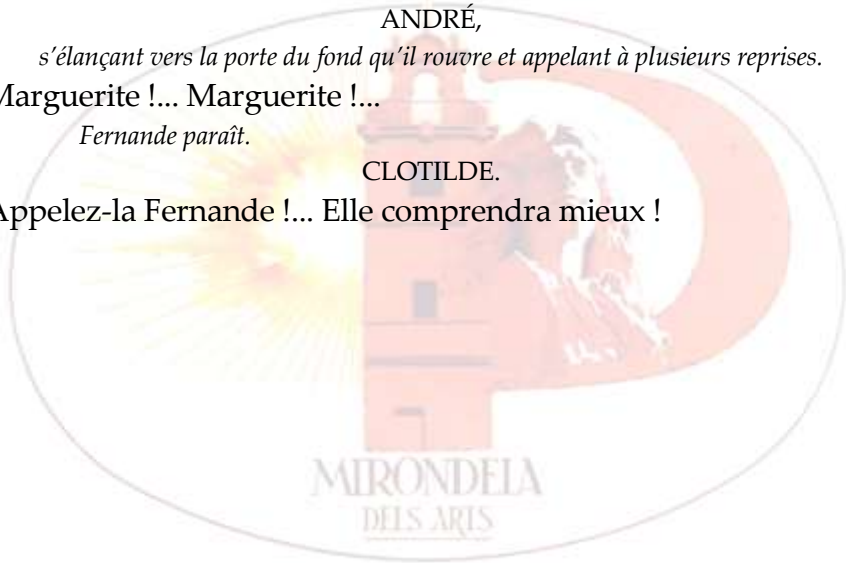 ANDRÉ,
s’élançant vers la porte du fond qu’il rouvre et appelant à plusieurs reprises.
Marguerite !... Marguerite !...
Fernande paraît.
CLOTILDE.
Appelez-la Fernande !... Elle comprendra mieux !
MIRONDELA
DELS ARTS